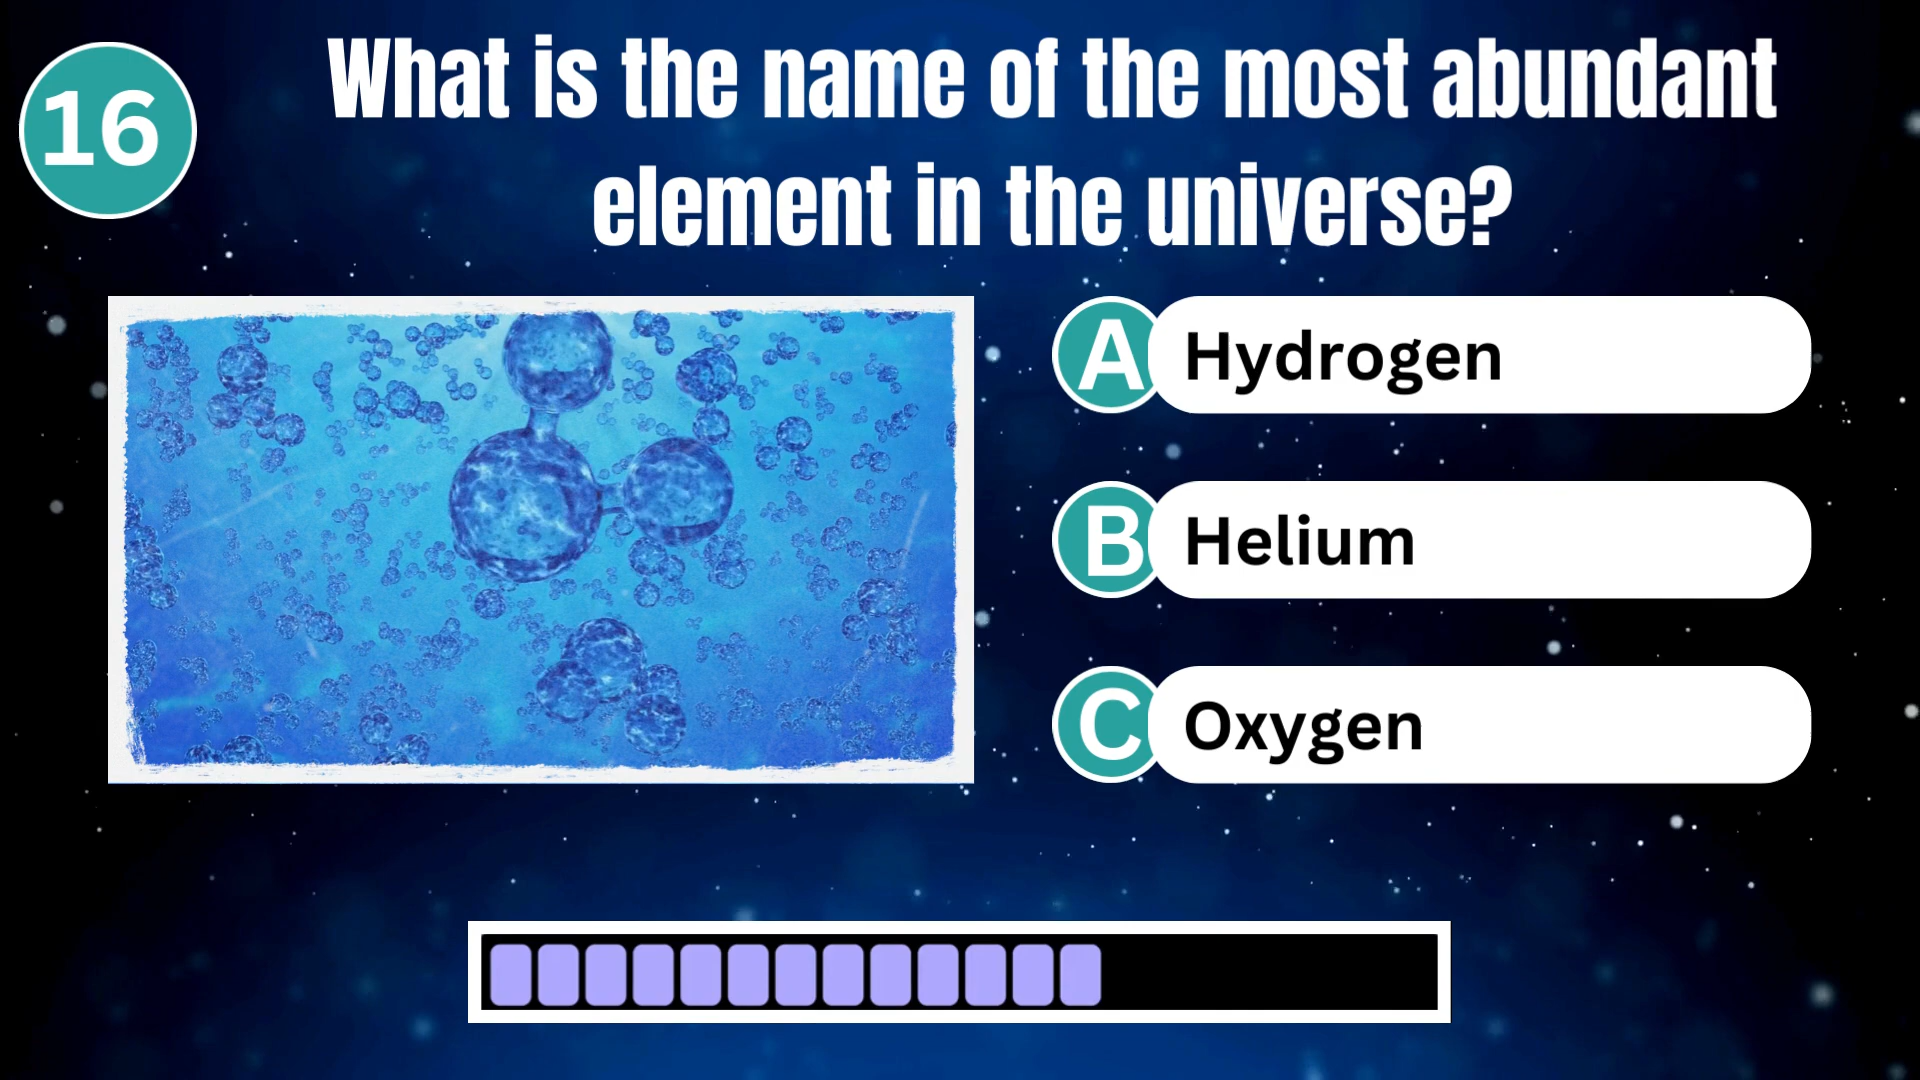 16
What is the name of the most abundant
element in the universe?
A Hydrogen
B Helium
C Oxygen